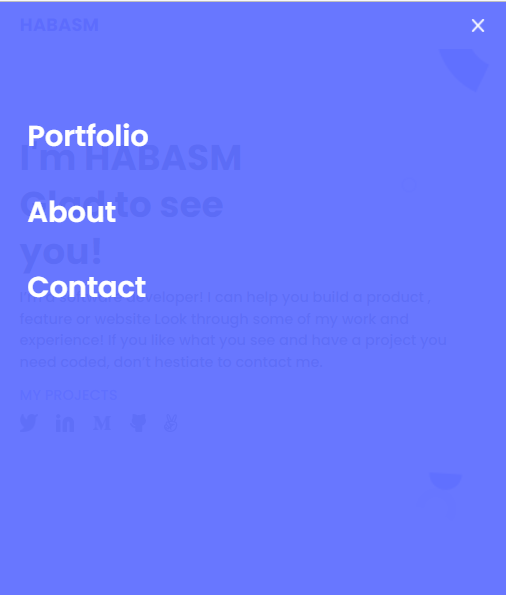 HABASM
Portfolio
I'm HABASM
Glad to see
About
you!
Contact
developer! I can help you build a product ,
feature or website Look through some of my work and
experience! If you like what you see and have a project you
need coded, don't hestiate to contact me.
MY PROJECTS